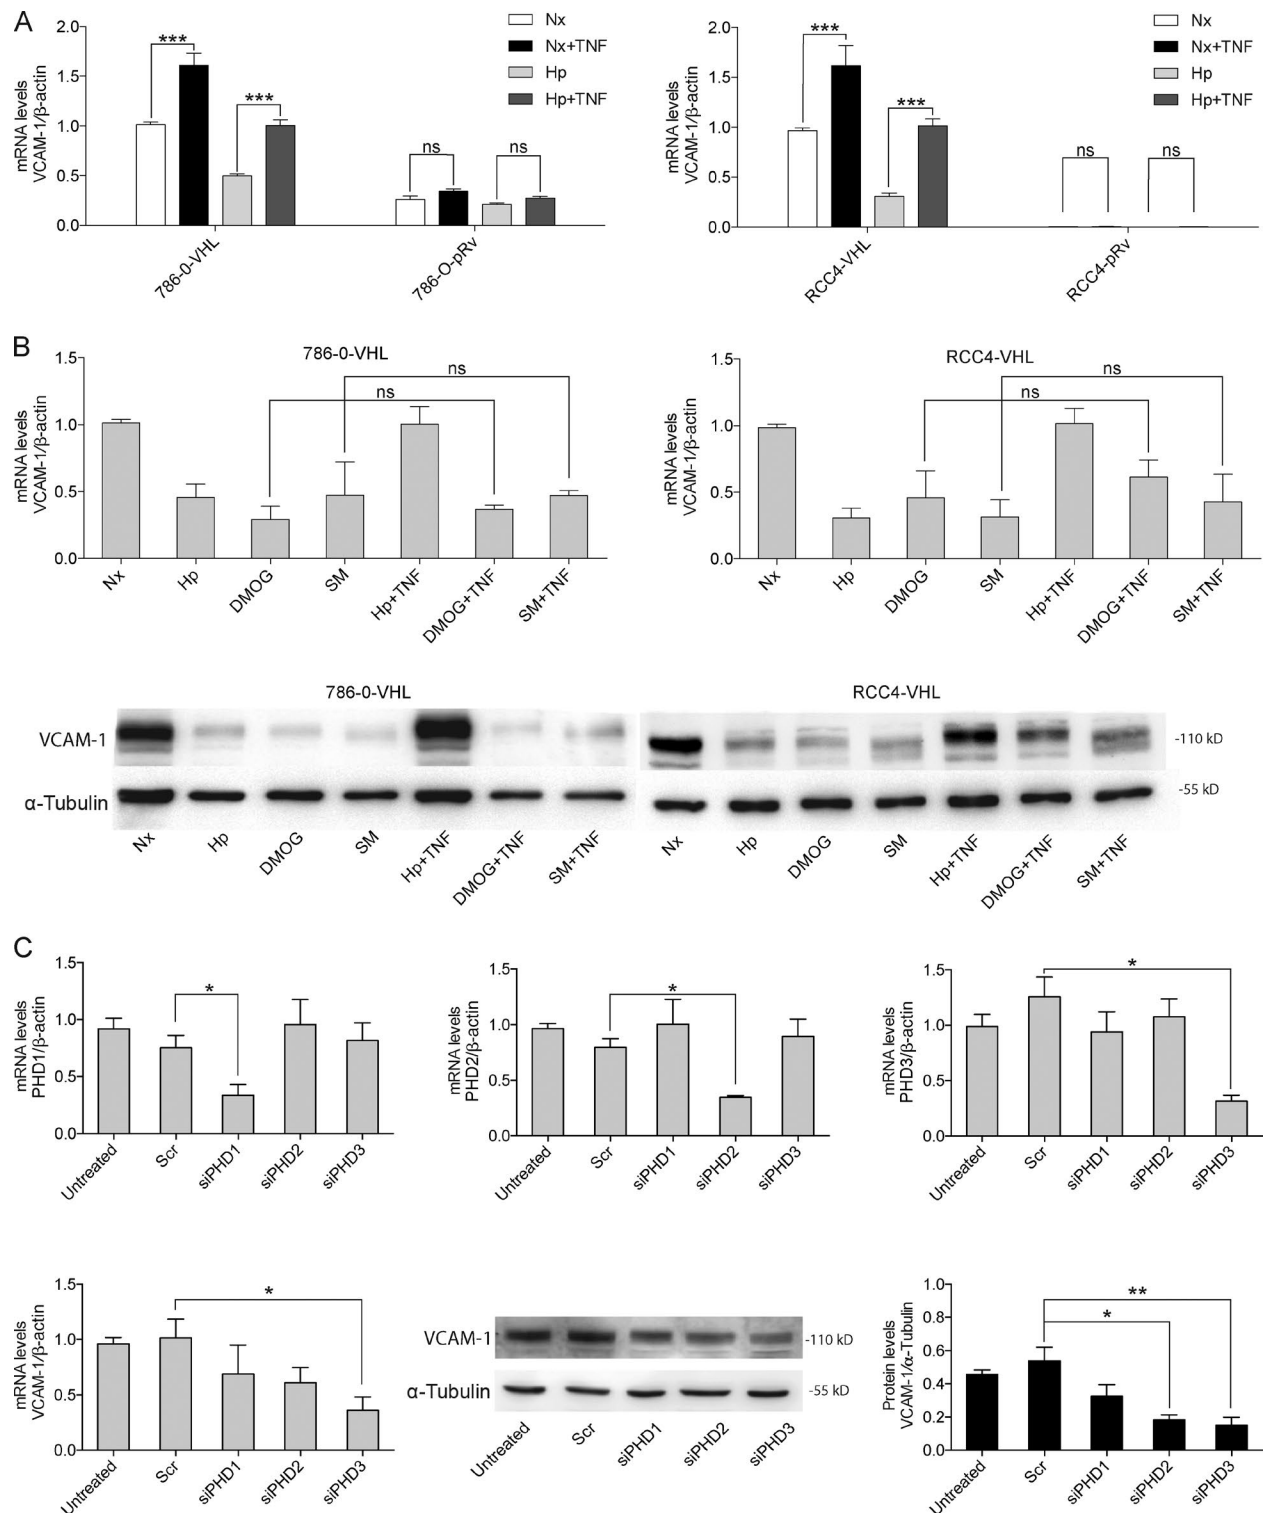 A
mRNA levels
VCAM-1/β-actin
2.0
1.5
1.0
0.5
0.0
***
***
ns
ns
Nx
Nx+TNF
Hp
Hp+TNF
786-0-VHL
786-O-pRv
mRNA levels
VCAM-1/β-actin
2.0
1.5
1.0
0.5
0.0
***
***
ns
ns
Nx
Nx+TNF
Hp
Hp+TNF
RCC4-VHL
RCC4-pRv
B
786-0-VHL
mRNA levels
VCAM-1/β-actin
1.5
1.0
0.5
0.0
ns
ns
Nx
Hp
DMOG
SM
Hp+TNF
DMOG+TNF
SM+TNF
RCC4-VHL
mRNA levels
VCAM-1/β-actin
1.5
1.0
0.5
0.0
ns
ns
Nx
Hp
DMOG
SM
Hp+TNF
DMOG+TNF
SM+TNF
786-0-VHL
RCC4-VHL
VCAM-1
-110 kD
α-Tubulin
-55 kD
Nx
Hp
DMOG
SM
Hp+TNF
DMOG+TNF
SM+TNF
Nx
Hp
DMOG
SM
Hp+TNF
DMOG+TNF
SM+TNF
C
mRNA levels
PHD1/β-actin
1.5
1.0
0.5
0.0
*
Untreated
Scr
siPHD1
siPHD2
siPHD3
mRNA levels
PHD2/β-actin
1.5
1.0
0.5
0.0
*
Untreated
Scr
siPHD1
siPHD2
siPHD3
mRNA levels
PHD3/β-actin
1.5
1.0
0.5
0.0
*
Untreated
Scr
siPHD1
siPHD2
siPHD3
mRNA levels
VCAM-1/β-actin
1.5
1.0
0.5
0.0
*
Untreated
Scr
siPHD1
siPHD2
siPHD3
VCAM-1
-110 kD
α-Tubulin
-55 kD
Untreated
Scr
siPHD1
siPHD2
siPHD3
Protein levels
VCAM-1/α-Tubulin
1.0
0.8
0.6
0.4
0.2
0.0
**
*
Untreated
Scr
siPHD1
siPHD2
siPHD3